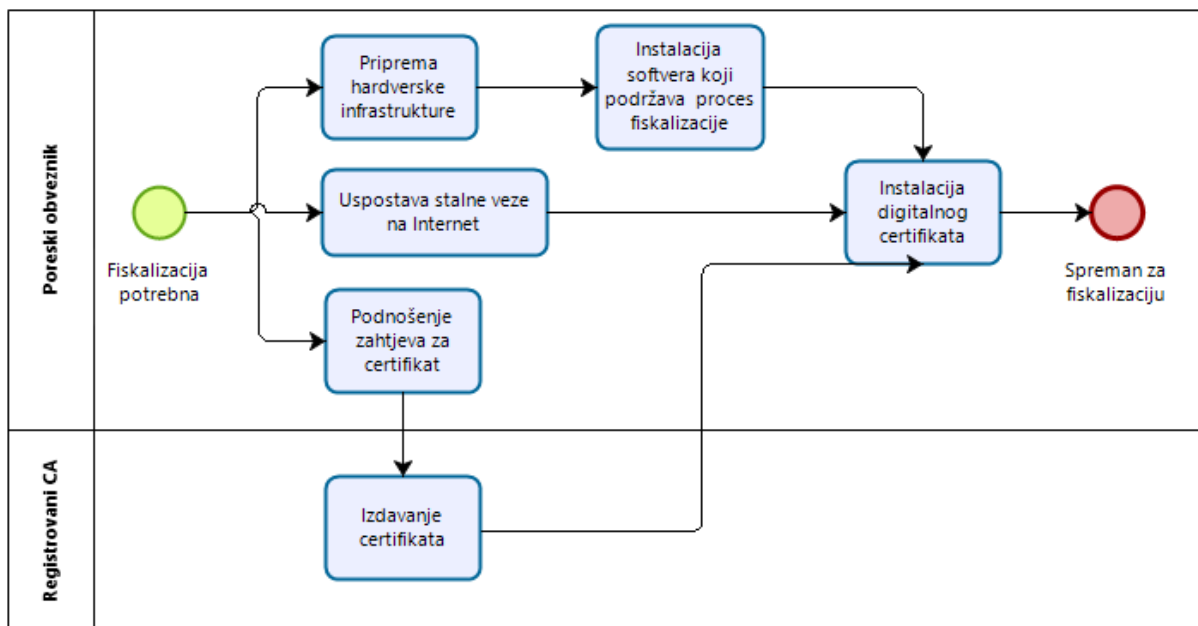 Poreski obveznik
Fiskalizacija
potrebna
Priprema
hardverske
infrastrukture
Instalacija
softvera koji
podržava proces
fiskalizacije
Uspostava stalne veze
na Internet
Instalacija
digitalnog
certifikata
Spreman za
fiskalizaciju
Podnošenje
zahtjeva za
certifikat
Registrovani CA
Izdavanje
certifikata